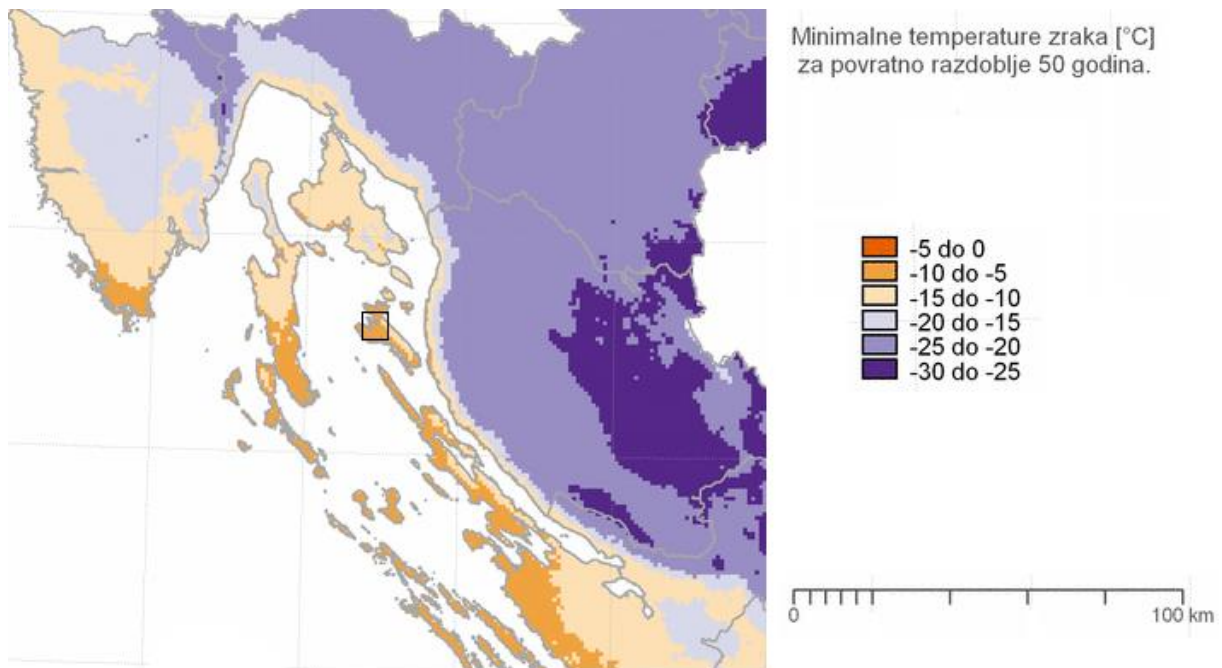 Minimalne temperature zraka [°C]
za povratno razdoblje 50 godina.
-5 do 0
-10 do -5
-15 do -10
-20 do -15
-25 do -20
-30 do -25
0 100 km